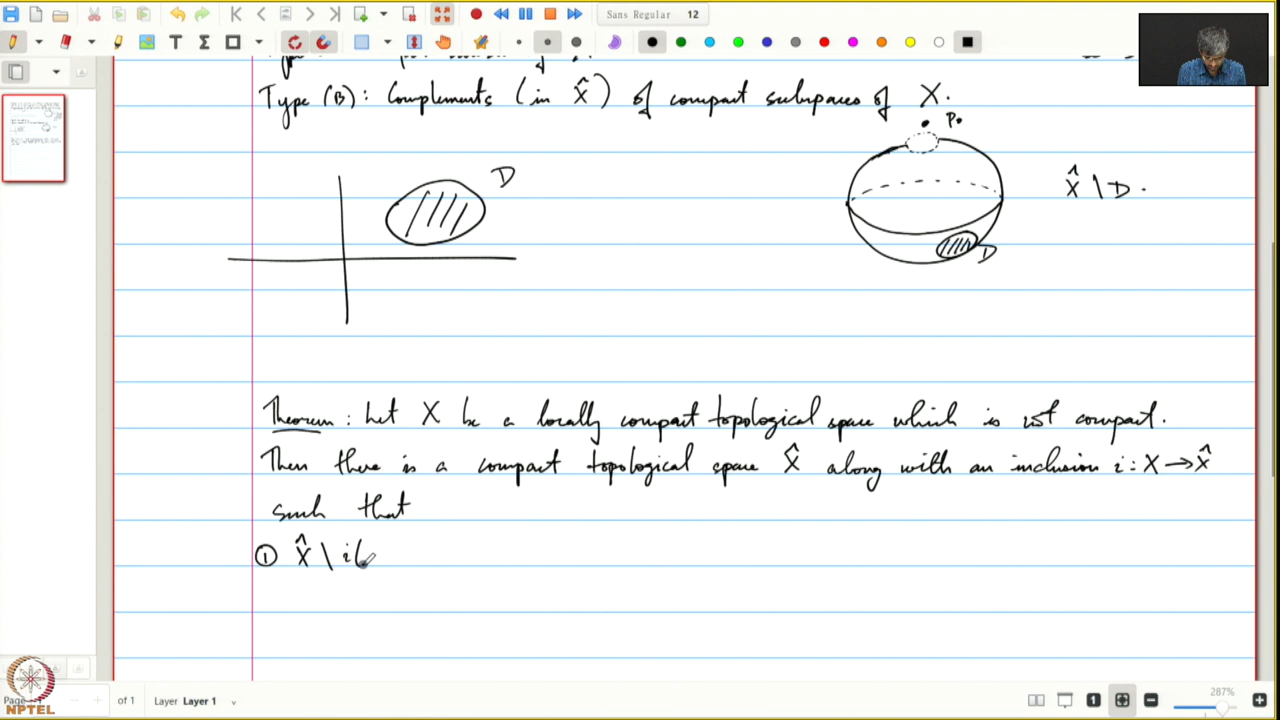 Sans Regular 12
Type (B): Complements (in X̂) of compact subspaces of X.
p∞
D
X̂ \ D.
D
Theorem: Let X be a locally compact topological space which is not compact.
Then there is a compact topological space X̂ along with an inclusion i: X → X̂
such that
① X̂ \ i(
NPTEL
Page
of 1
Layer Layer 1
287%